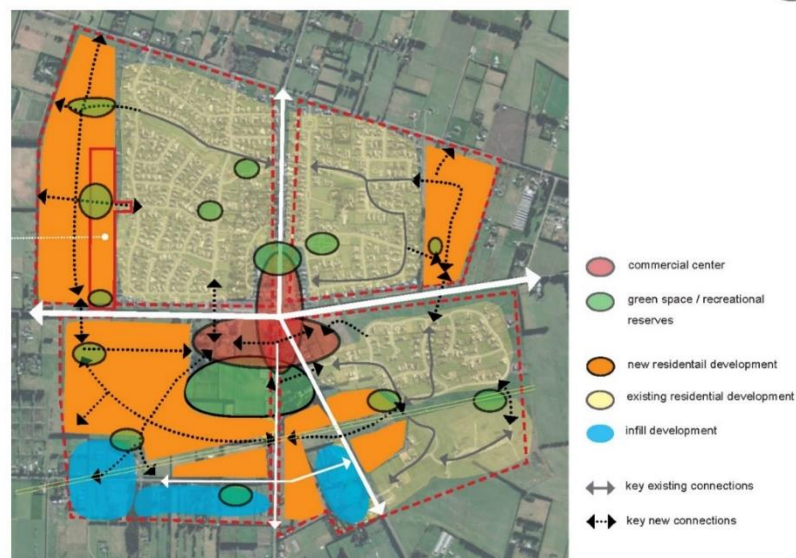 commercial center
green space / recreational
reserves
new residentail development
existing residential development
infill development
key existing connections
key new connections